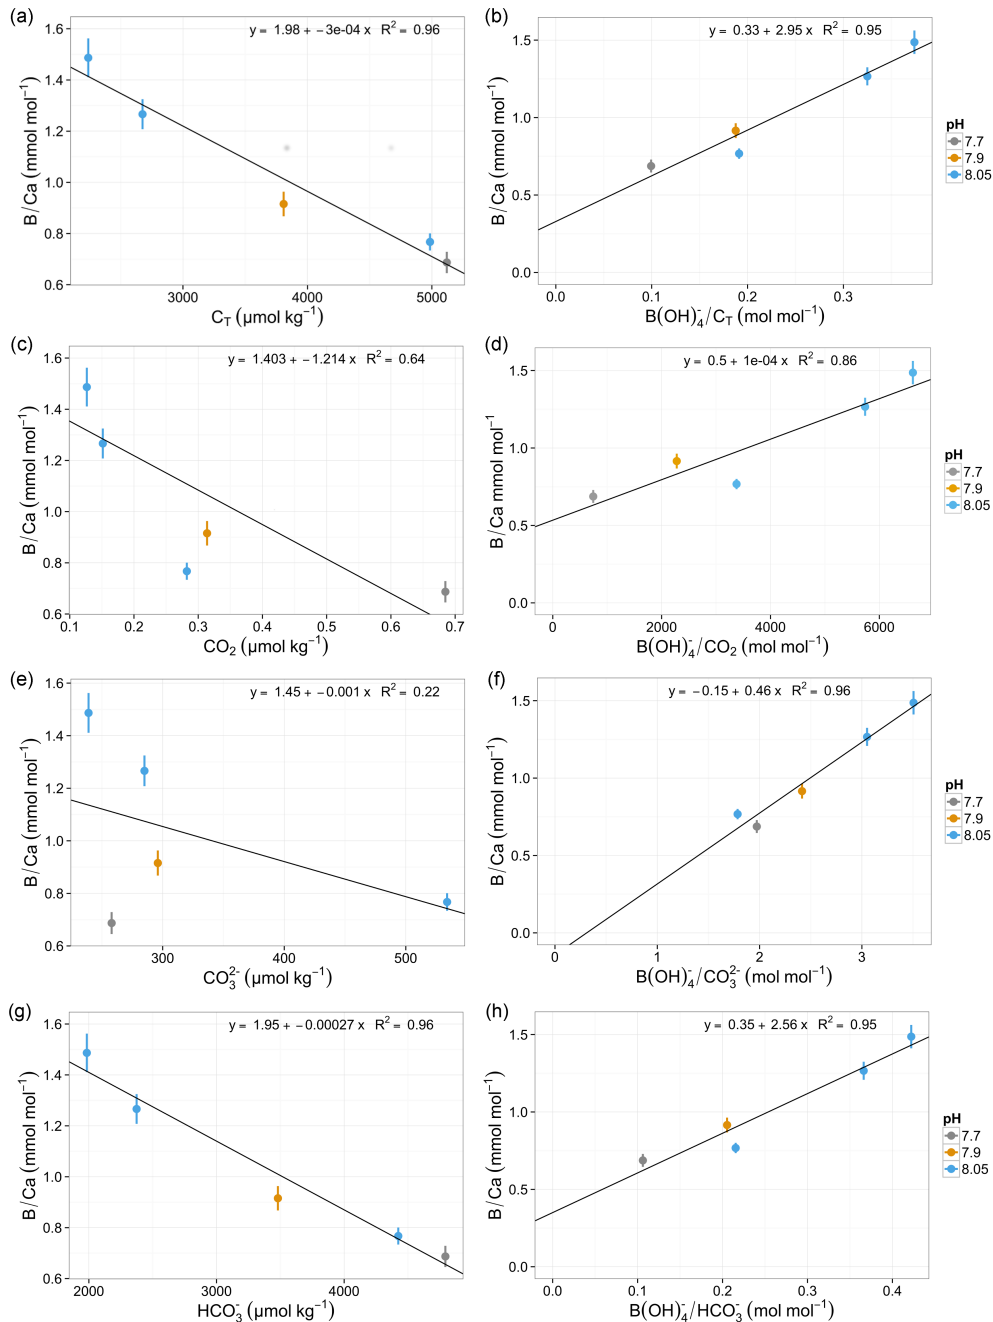 (a)
y = 1.98 + −3e−04 x R² = 0.96
B/Ca (mmol mol⁻¹)
1.6
1.4
1.2
1.0
0.8
0.6
3000 4000 5000
C_T (µmol kg⁻¹)
(b)
y = 0.33 + 2.95 x R² = 0.95
B/Ca (mmol mol⁻¹)
1.5
1.0
0.5
0.0
0.0 0.1 0.2 0.3
B(OH)₄⁻/C_T (mol mol⁻¹)
pH
7.7
7.9
8.05
(c)
y = 1.403 + −1.214 x R² = 0.64
B/Ca (mmol mol⁻¹)
1.6
1.4
1.2
1.0
0.8
0.6
0.1 0.2 0.3 0.4 0.5 0.6 0.7
CO₂ (µmol kg⁻¹)
(d)
y = 0.5 + 1e−04 x R² = 0.86
B/Ca (mmol mol⁻¹)
1.5
1.0
0.5
0.0
0 2000 4000 6000
B(OH)₄⁻/CO₂ (mol mol⁻¹)
pH
7.7
7.9
8.05
(e)
y = 1.45 + −0.001 x R² = 0.22
B/Ca (mmol mol⁻¹)
1.6
1.4
1.2
1.0
0.8
0.6
300 400 500
CO₃²⁻ (µmol kg⁻¹)
(f)
y = −0.15 + 0.46 x R² = 0.96
B/Ca (mmol mol⁻¹)
1.5
1.0
0.5
0.0
0 1 2 3
B(OH)₄⁻/CO₃²⁻ (mol mol⁻¹)
pH
7.7
7.9
8.05
(g)
y = 1.95 + −0.00027 x R² = 0.96
B/Ca (mmol mol⁻¹)
1.6
1.4
1.2
1.0
0.8
0.6
2000 3000 4000
HCO₃⁻ (µmol kg⁻¹)
(h)
y = 0.35 + 2.56 x R² = 0.95
B/Ca (mmol mol⁻¹)
1.5
1.0
0.5
0.0
0.0 0.1 0.2 0.3 0.4
B(OH)₄⁻/HCO₃⁻ (mol mol⁻¹)
pH
7.7
7.9
8.05